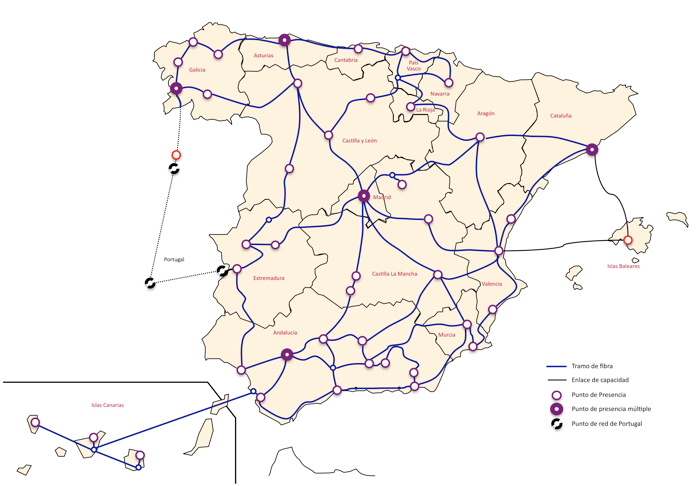 Asturias
Cantabria
País
Vasco
Galicia
Navarra
La Rioja
Aragón
Cataluña
Castilla y León
Madrid
Portugal
Extremadura
Castilla La Mancha
Valencia
Islas Baleares
Andalucía
Murcia
Islas Canarias
Tramo de fibra
Enlace de capacidad
Punto de Presencia
Punto de presencia múltiple
Punto de red de Portugal